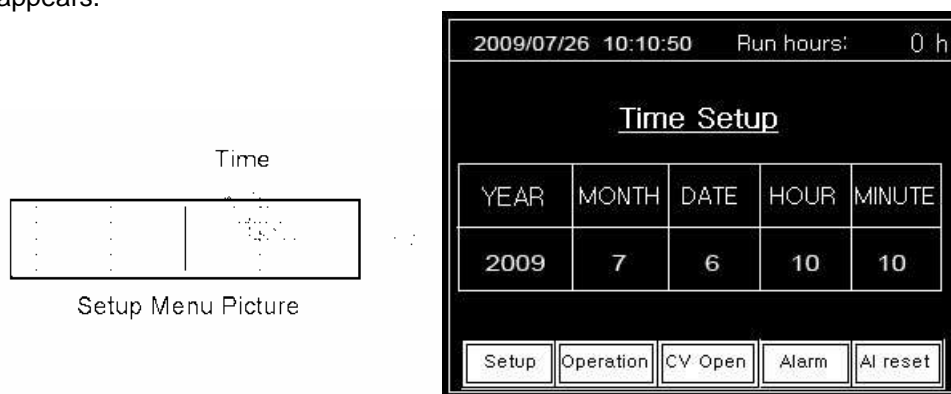 appears.
Time
Setup Menu Picture
2009/07/26 10:10:50 Run hours: 0 h
Time Setup
YEAR MONTH DATE HOUR MINUTE
2009 7 6 10 10
Setup Operation CV Open Alarm Al reset